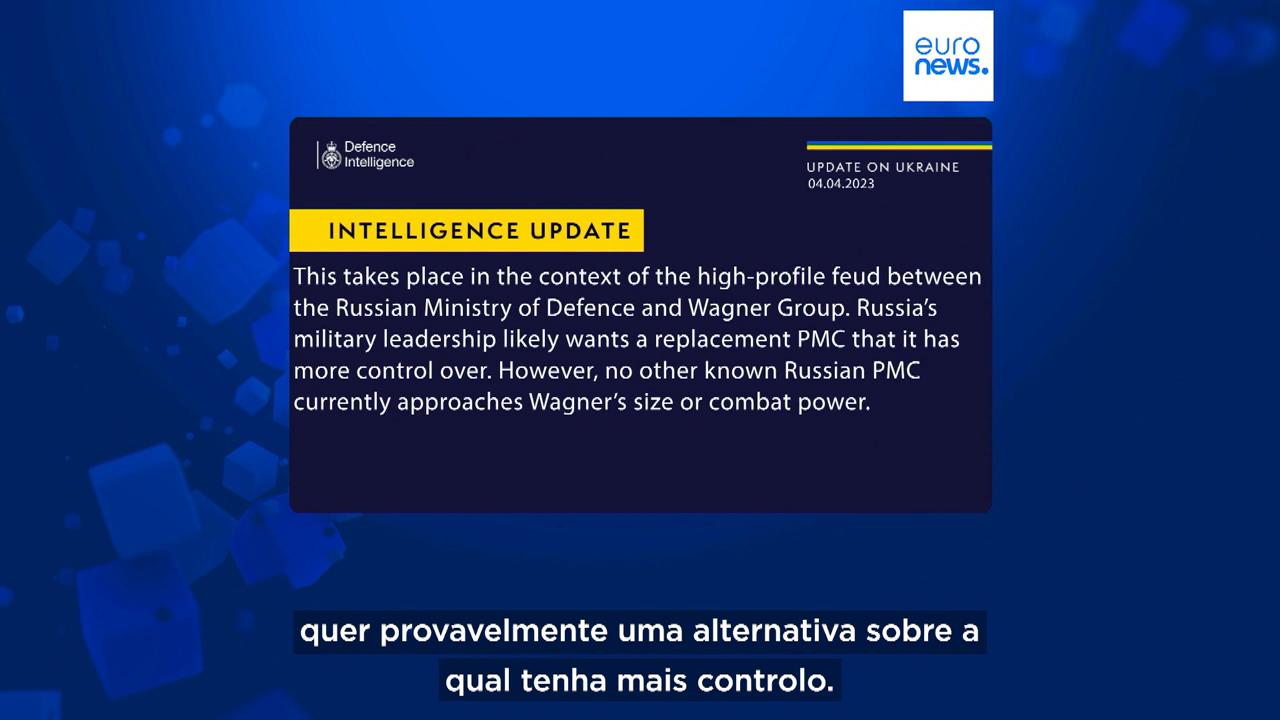 euro
news.
Defence
Intelligence
UPDATE ON UKRAINE
04.04.2023
INTELLIGENCE UPDATE
This takes place in the context of the high-profile feud between
the Russian Ministry of Defence and Wagner Group. Russia’s
military leadership likely wants a replacement PMC that it has
more control over. However, no other known Russian PMC
currently approaches Wagner’s size or combat power.
quer provavelmente uma alternativa sobre a
qual tenha mais controlo.